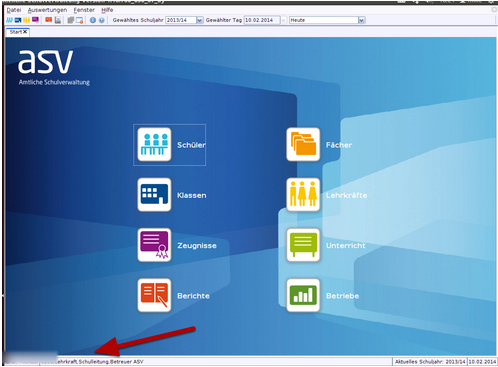 Datei Auswertungen Fenster Hilfe
Gewähltes Schuljahr 2013/14 Gewählter Tag 10.02.2014 Heute
Start
asv
Amtliche Schulverwaltung
Schüler
Fächer
Klassen
Lehrkräfte
Zeugnisse
Unterricht
Berichte
Betriebe
Lehrkraft,Schulleitung,Betreuer ASV
Aktuelles Schuljahr: 2013/14 10.02.2014